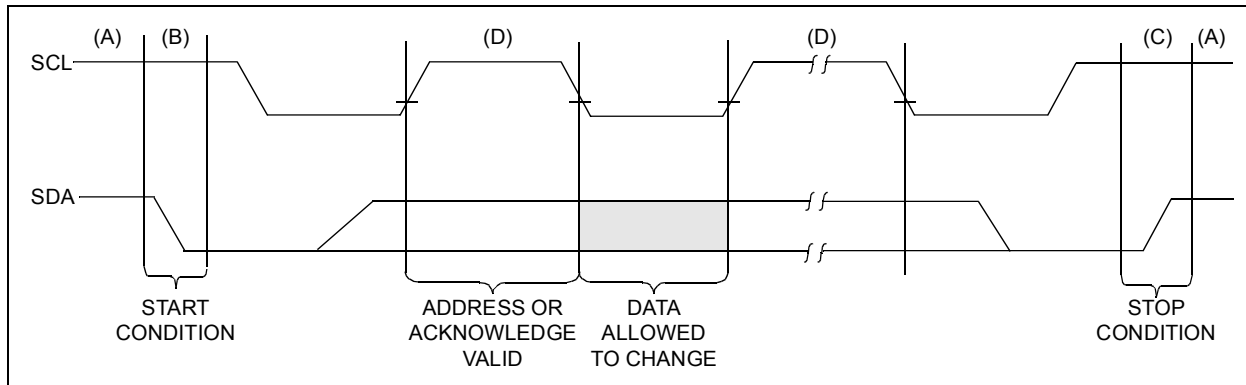 (A) (B) (D) (D) (C) (A)
SCL
SDA
START
CONDITION
ADDRESS OR
ACKNOWLEDGE
VALID
DATA
ALLOWED
TO CHANGE
STOP
CONDITION